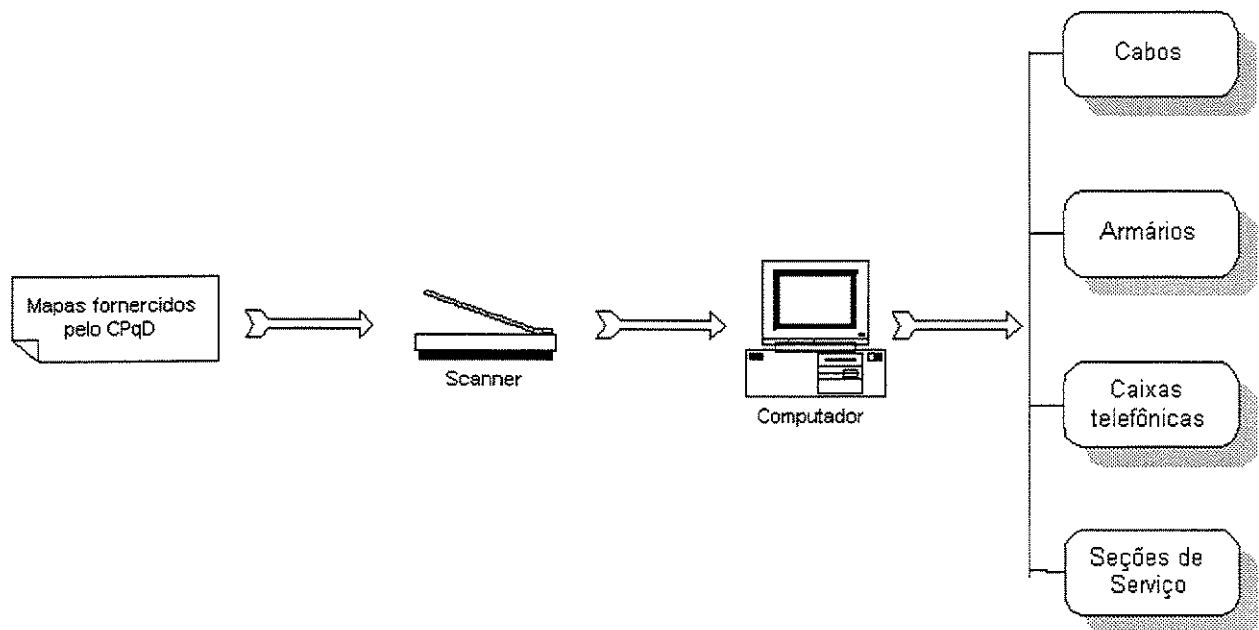 Cabos
Armários
Mapas fornercidos
pelo CPqD
Scanner
Computador
Caixas
telefônicas
Seções de
Serviço